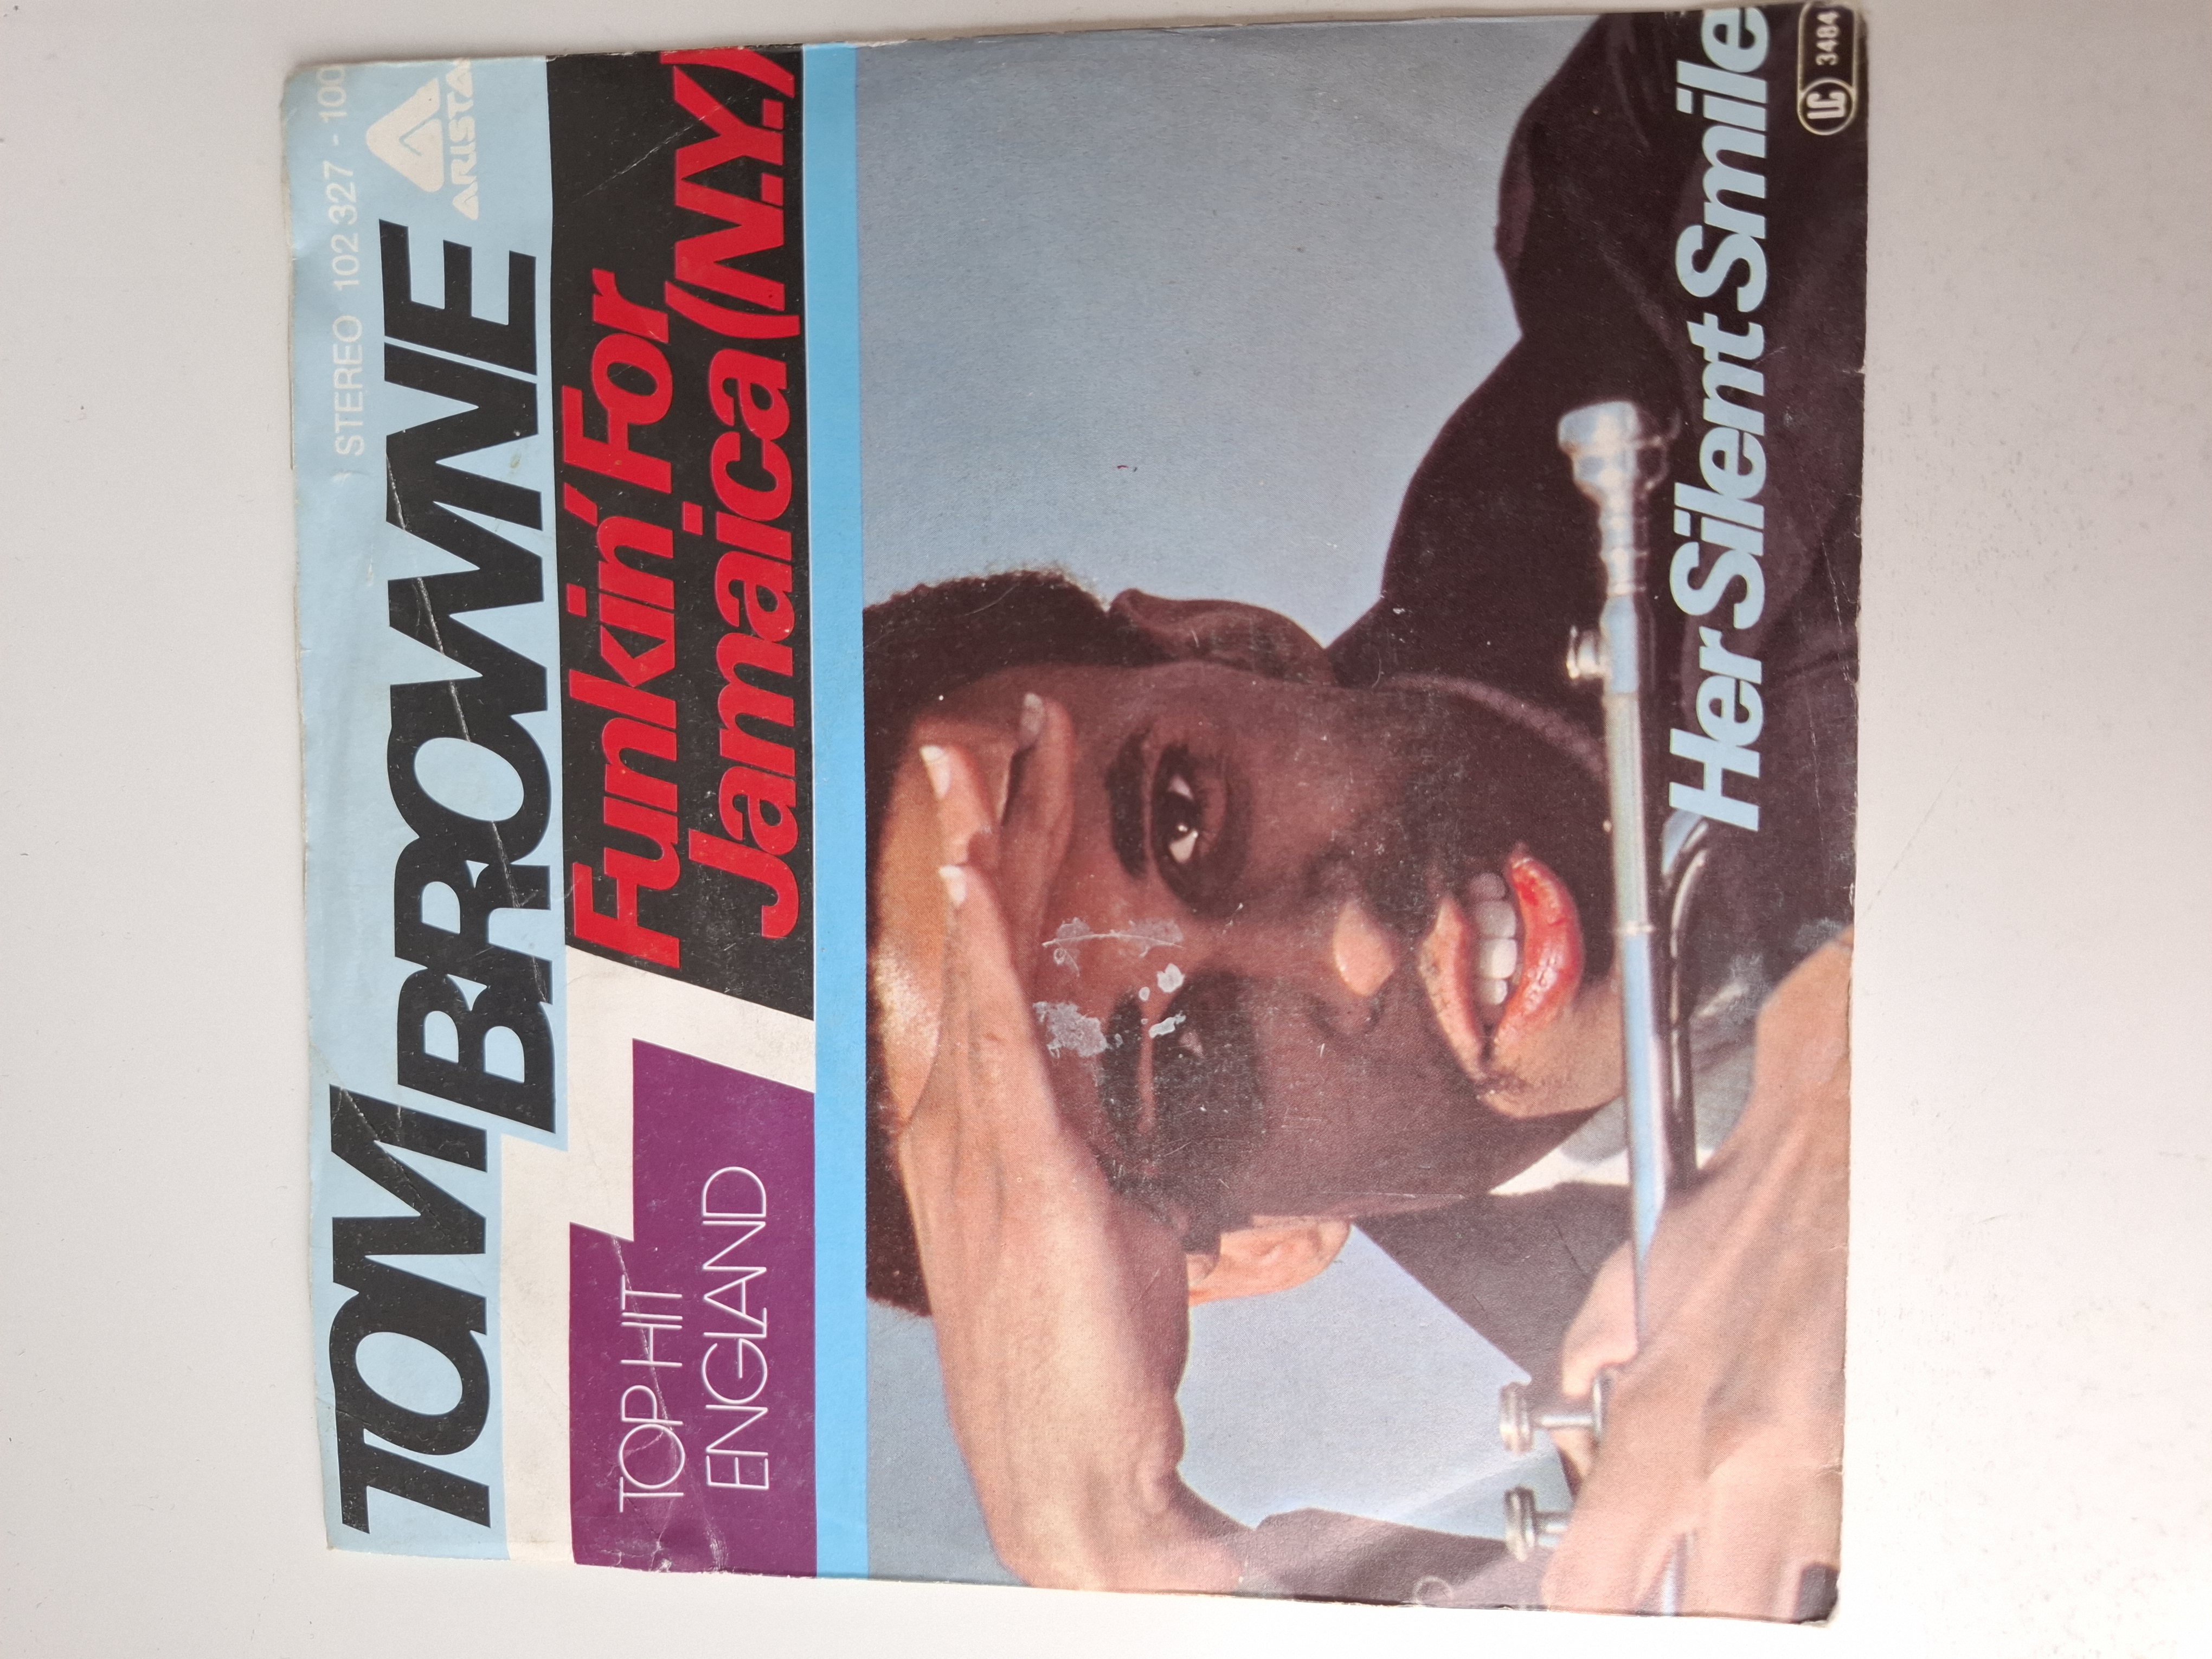 STEREO 102 327 - 100
TOM BROWNE
ARISTA
Funkin' For
Jamaica (N.Y.)
TOP HIT
ENGLAND
Her Silent Smile
LC 3484